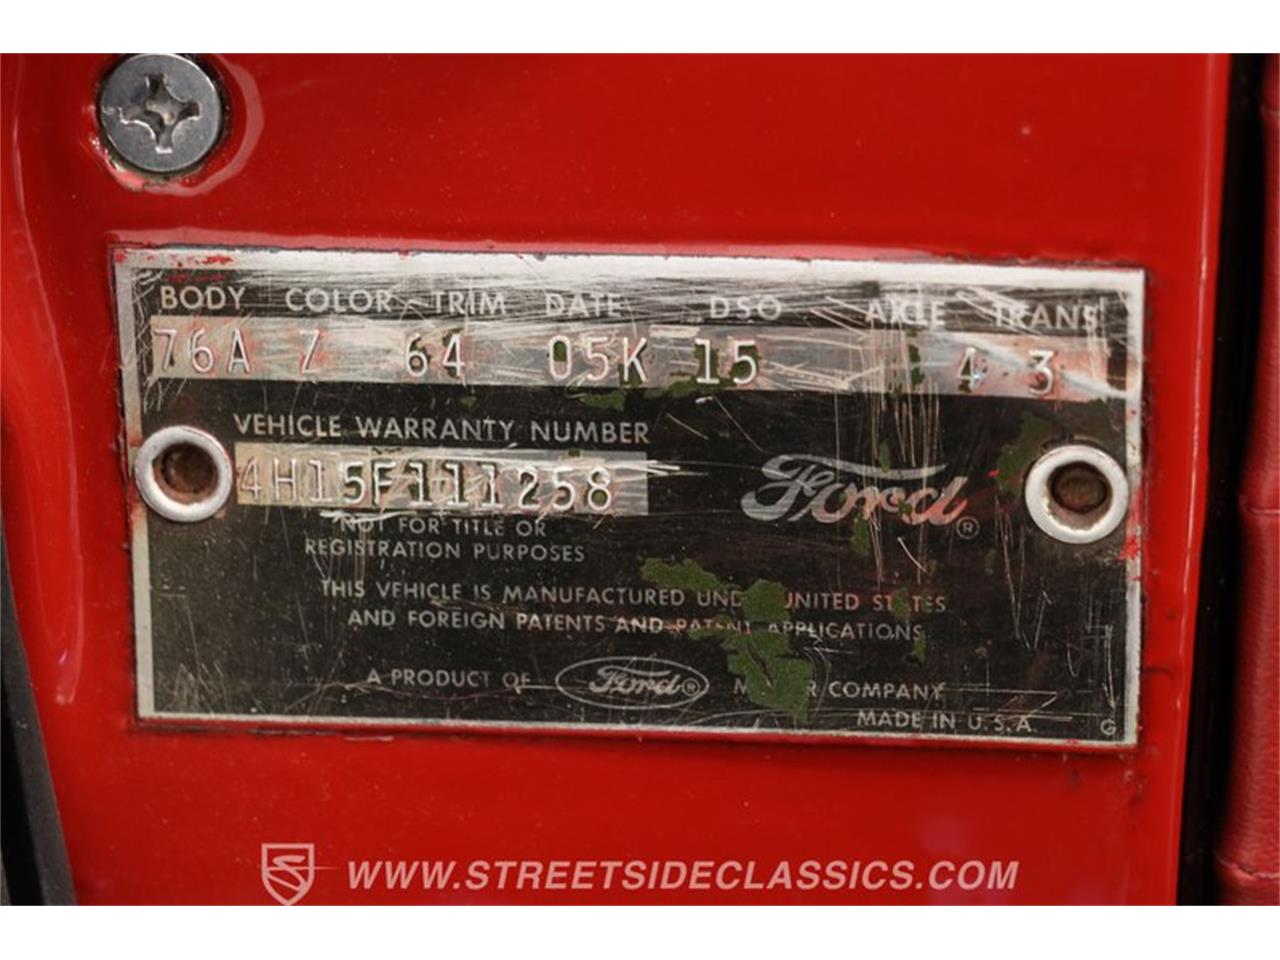 BODY COLOR TRIM DATE DSO AXLE TRANS
76A Z 64 05K 15 4 3
VEHICLE WARRANTY NUMBER
4H15F111258
Ford®
NOT FOR TITLE OR
REGISTRATION PURPOSES
THIS VEHICLE IS MANUFACTURED UNDER UNITED STATES
AND FOREIGN PATENTS AND PATENT APPLICATIONS
A PRODUCT OF Ford® MOTOR COMPANY
MADE IN U.S.A. G
S WWW.STREETSIDECLASSICS.COM